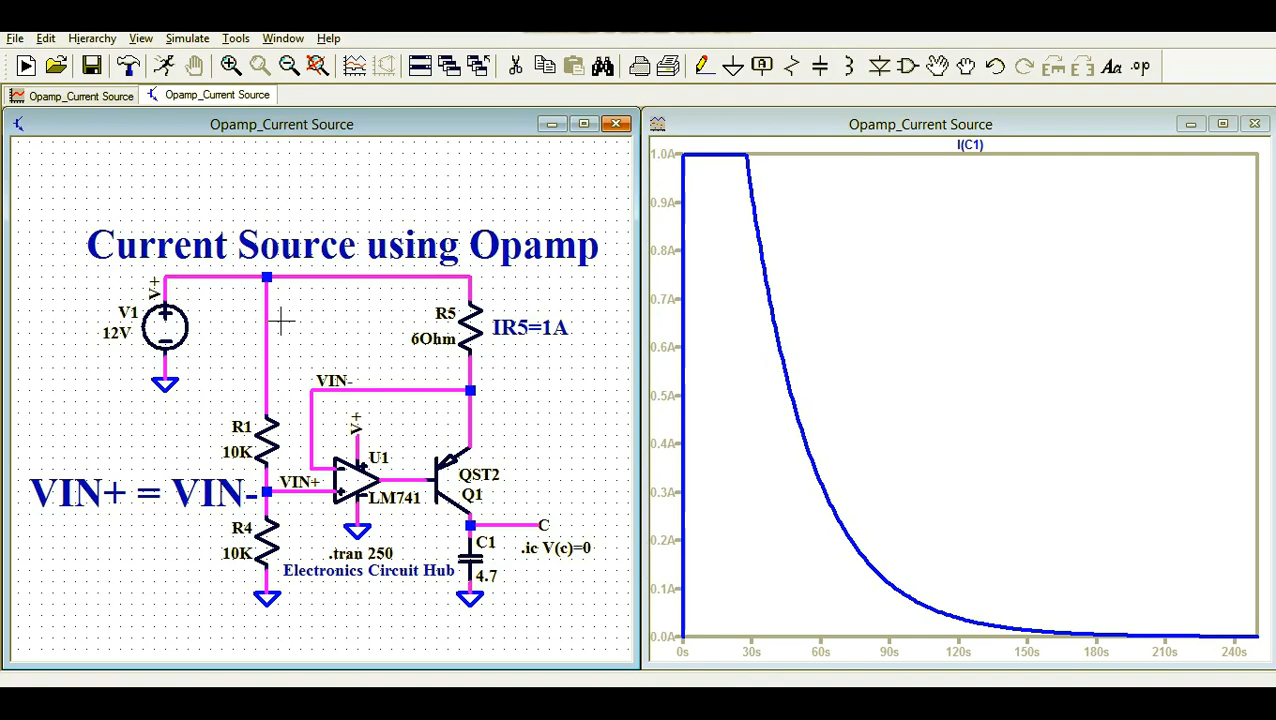 File Edit Hierarchy View Simulate Tools Window Help
Aa .op
Opamp_Current Source Opamp_Current Source
Opamp_Current Source
Current Source using Opamp
V+
V1
12V
R5
6Ohm
IR5=1A
VIN-
V+
R1
10K
U1
QST2
VIN+
VIN+ = VIN-
LM741
Q1
R4
10K
C
C1
.ic V(c)=0
.tran 250
Electronics Circuit Hub
4.7
Opamp_Current Source
I(C1)
1.0A
0.9A
0.8A
0.7A
0.6A
0.5A
0.4A
0.3A
0.2A
0.1A
0.0A
0s 30s 60s 90s 120s 150s 180s 210s 240s